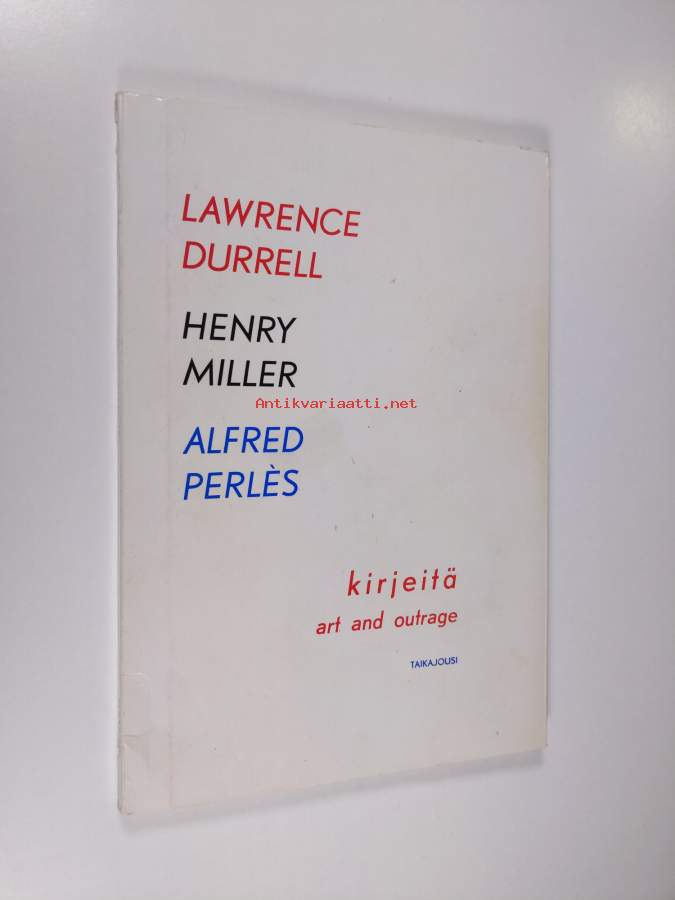 LAWRENCE
DURRELL
HENRY
MILLER
Antikvariaatti.net
ALFRED
PERLÈS
kirjeitä
art and outrage
TAIKAJOUSI